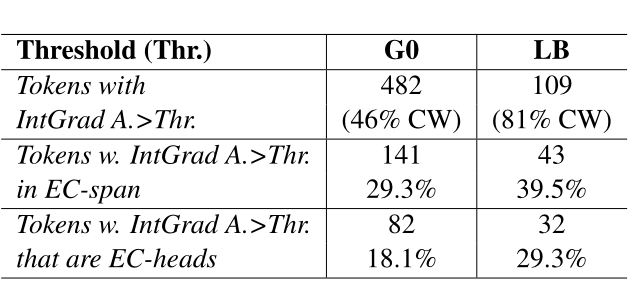 Threshold (Thr.) G0 LB
Tokens with 482 109
IntGrad A.>Thr. (46% CW) (81% CW)
Tokens w. IntGrad A.>Thr. 141 43
in EC-span 29.3% 39.5%
Tokens w. IntGrad A.>Thr. 82 32
that are EC-heads 18.1% 29.3%